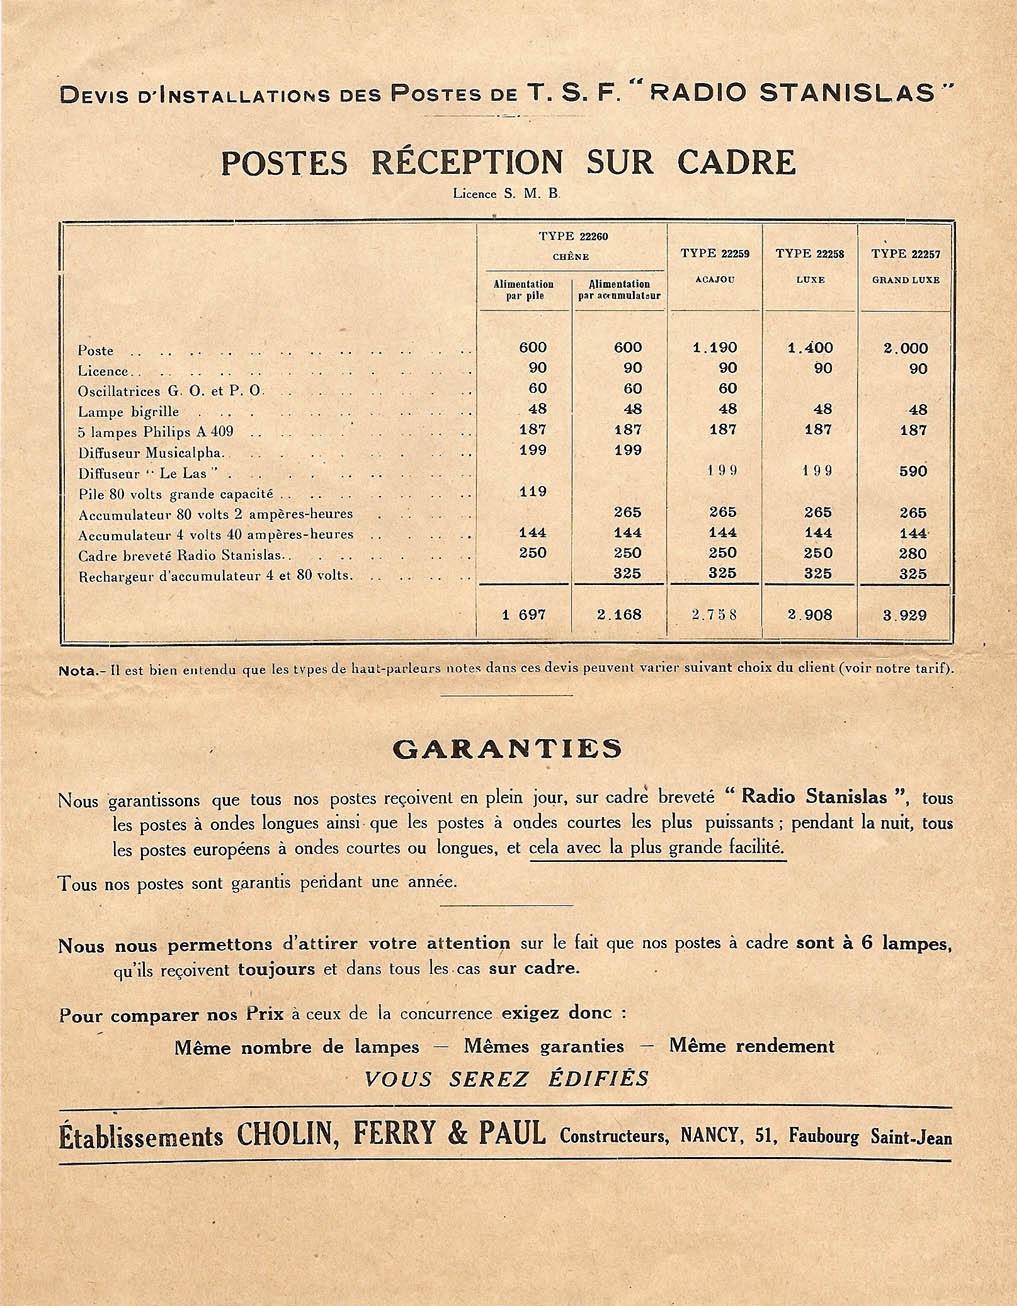 DEVIS D'INSTALLATIONS DES POSTES DE T. S. F. “ RADIO STANISLAS ”
POSTES RÉCEPTION SUR CADRE
Licence S. M. B.
TYPE 22260 CHÊNE TYPE 22259 ACAJOU TYPE 22258 LUXE TYPE 22257 GRAND LUXE
Alimentation par pile Alimentation par accumulateur
Poste .. .. .. .. .. .. .. .. .. .. .. .. 600 600 1.190 1.400 2.000
Licence.. .. .. .. .. .. .. .. .. .. .. .. 90 90 90 90 90
Oscillatrices G. O. et P. O. .. .. .. .. .. .. .. 60 60 60
Lampe bigrille .. .. .. .. .. .. .. .. .. .. 48 48 48 48 48
5 lampes Philips A 409 .. .. .. .. .. .. .. .. 187 187 187 187 187
Diffuseur Musicalpha. .. .. .. .. .. .. .. .. 199 199
Diffuseur “ Le Las ” .. .. .. .. .. .. .. .. .. 199 199 590
Pile 80 volts grande capacité .. .. .. .. .. .. .. 119
Accumulateur 80 volts 2 ampères-heures .. .. .. .. 265 265 265 265
Accumulateur 4 volts 40 ampères-heures .. .. .. .. 144 144 144 144 144
Cadre breveté Radio Stanislas.. .. .. .. .. .. .. 250 250 250 250 280
Rechargeur d'accumulateur 4 et 80 volts. .. .. .. .. 325 325 325 325
1 697 2.168 2.758 2.908 3.929
Nota.- Il est bien entendu que les types de haut-parleurs notes dans ces devis peuvent varier suivant choix du client (voir notre tarif).
GARANTIES
Nous garantissons que tous nos postes reçoivent en plein jour, sur cadre breveté “ Radio Stanislas ”, tous
les postes à ondes longues ainsi que les postes à ondes courtes les plus puissants ; pendant la nuit, tous
les postes européens à ondes courtes ou longues, et cela avec la plus grande facilité.
Tous nos postes sont garantis pendant une année.
Nous nous permettons d'attirer votre attention sur le fait que nos postes à cadre sont à 6 lampes,
qu'ils reçoivent toujours et dans tous les cas sur cadre.
Pour comparer nos Prix à ceux de la concurrence exigez donc :
Même nombre de lampes — Mêmes garanties — Même rendement
VOUS SEREZ ÉDIFIÉS
Établissements CHOLIN, FERRY & PAUL Constructeurs, NANCY, 51, Faubourg Saint-Jean